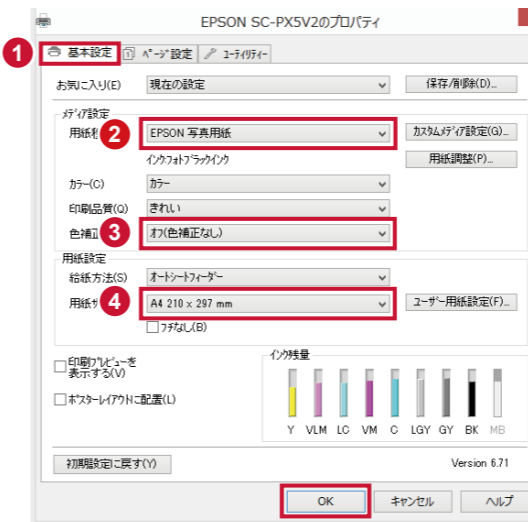 EPSON SC-PX5V2のプロパティ
1 基本設定 ページ設定 ユーティリティー
お気に入り(E) 現在の設定 保存/削除(D)...
メディア設定
用紙種 2 EPSON 写真用紙 カスタムメディア設定(G)...
インク:フォトブラックインク 用紙調整(P)...
カラー(C) カラー
印刷品質(Q) きれい
色補正 3 オフ(色補正なし)
用紙設定
給紙方法(S) オートシートフィーダー
用紙サ 4 A4 210 x 297 mm ユーザー用紙設定(F)...
フチなし(B)
印刷プレビューを
表示する(V)
ポスターレイアウトに配置(L)
インク残量
Y VLM LC VM C LGY GY BK MB
初期設定に戻す(Y) Version 6.71
OK キャンセル ヘルプ